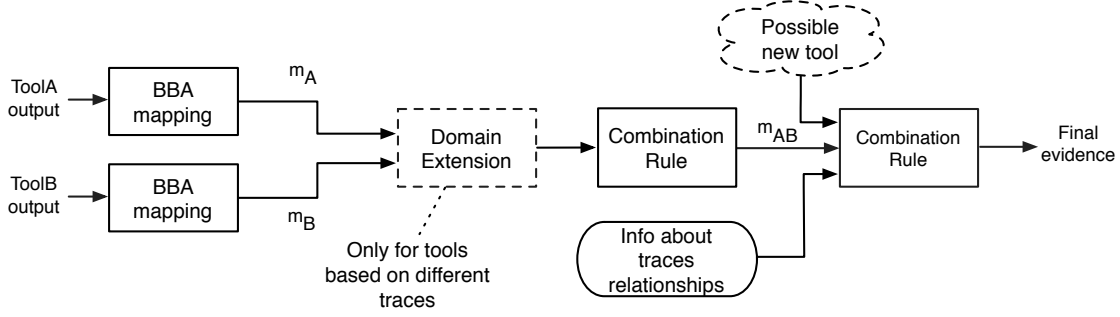 ToolA
output
BBA
mapping
m_A
ToolB
output
BBA
mapping
m_B
Domain
Extension
Only for tools
based on different
traces
Combination
Rule
m_AB
Possible
new tool
Info about
traces
relationships
Combination
Rule
Final
evidence